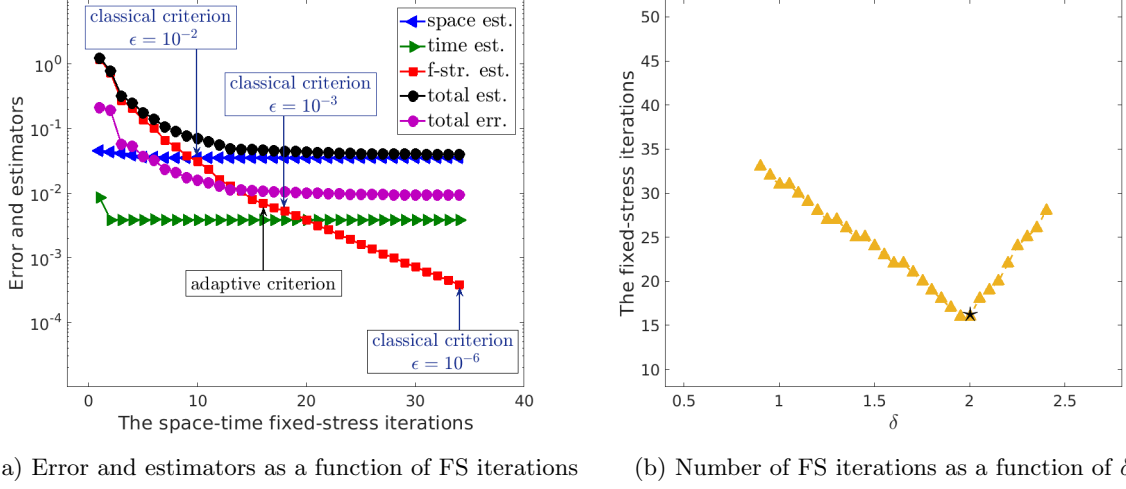 classical criterion
ϵ = 10⁻²
space est.
time est.
f-str. est.
total est.
total err.
classical criterion
ϵ = 10⁻³
adaptive criterion
classical criterion
ϵ = 10⁻⁶
Error and estimators
10⁰
10⁻¹
10⁻²
10⁻³
10⁻⁴
0 10 20 30 40
The space-time fixed-stress iterations
a) Error and estimators as a function of FS iterations
The fixed-stress iterations
50
45
40
35
30
25
20
15
10
0.5 1 1.5 2 2.5
δ
(b) Number of FS iterations as a function of δ